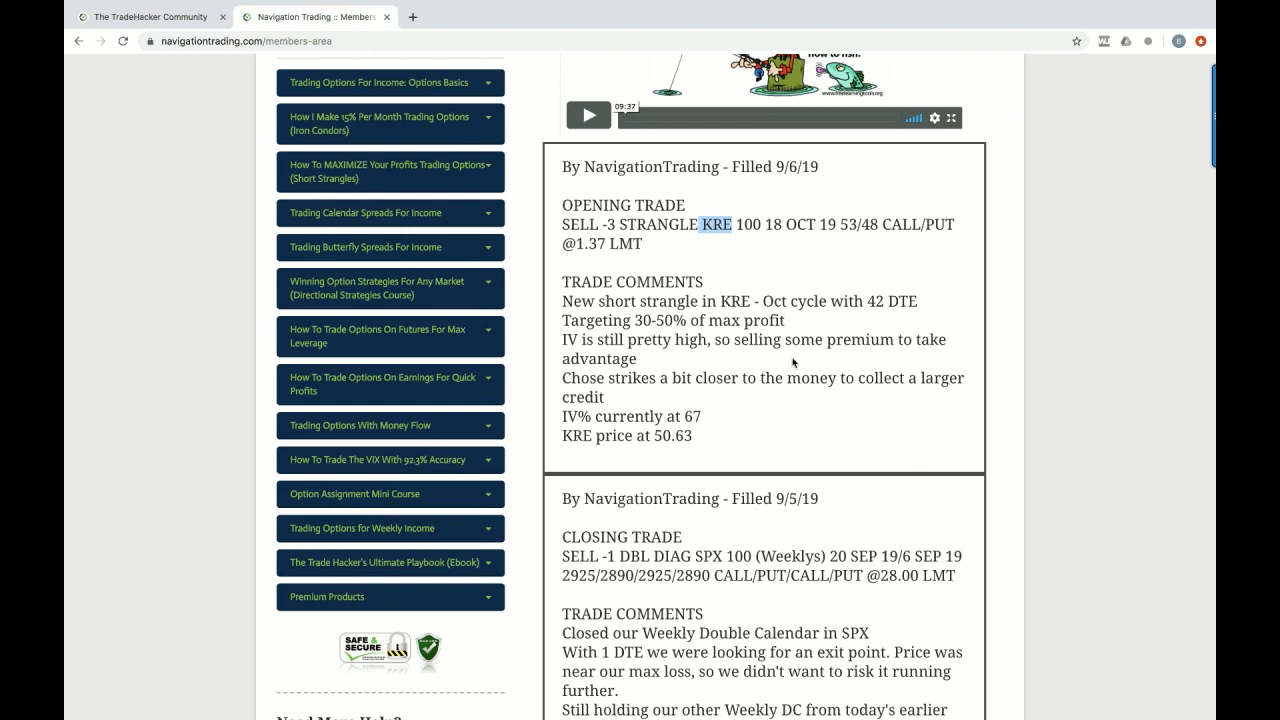 The TradeHacker Community
Navigation Trading :: Members
navigationtrading.com/members-area
Trading Options For Income: Options Basics
How I Make 15% Per Month Trading Options
(Iron Condors)
How To MAXIMIZE Your Profits Trading Options
(Short Strangles)
Trading Calendar Spreads For Income
Trading Butterfly Spreads For Income
Winning Option Strategies For Any Market
(Directional Strategies Course)
How To Trade Options On Futures For Max
Leverage
How To Trade Options On Earnings For Quick
Profits
Trading Options With Money Flow
How To Trade The VIX With 92.3% Accuracy
Option Assignment Mini Course
Trading Options for Weekly Income
The Trade Hacker's Ultimate Playbook (Ebook)
Premium Products
SAFE &
SECURE
how to fish.
www.freelearningtools.org
09:37
By NavigationTrading - Filled 9/6/19
OPENING TRADE
SELL -3 STRANGLE KRE 100 18 OCT 19 53/48 CALL/PUT
@1.37 LMT
TRADE COMMENTS
New short strangle in KRE - Oct cycle with 42 DTE
Targeting 30-50% of max profit
IV is still pretty high, so selling some premium to take
advantage
Chose strikes a bit closer to the money to collect a larger
credit
IV% currently at 67
KRE price at 50.63
By NavigationTrading - Filled 9/5/19
CLOSING TRADE
SELL -1 DBL DIAG SPX 100 (Weeklys) 20 SEP 19/6 SEP 19
2925/2890/2925/2890 CALL/PUT/CALL/PUT @28.00 LMT
TRADE COMMENTS
Closed our Weekly Double Calendar in SPX
With 1 DTE we were looking for an exit point. Price was
near our max loss, so we didn't want to risk it running
further.
Still holding our other Weekly DC from today's earlier